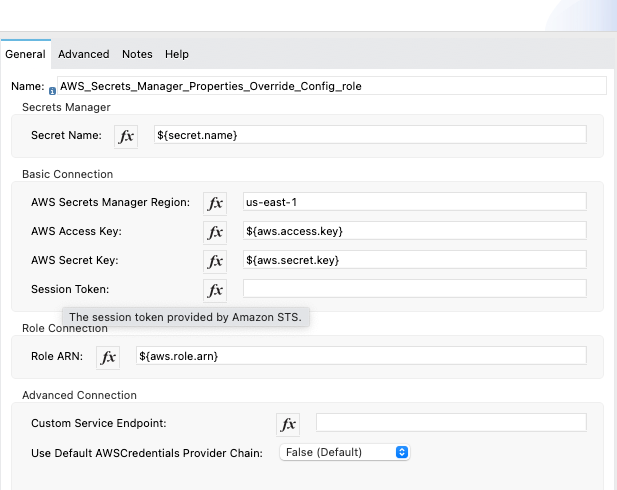 General Advanced Notes Help
Name: AWS_Secrets_Manager_Properties_Override_Config_role
Secrets Manager
Secret Name: fx ${secret.name}
Basic Connection
AWS Secrets Manager Region: fx us-east-1
AWS Access Key: fx ${aws.access.key}
AWS Secret Key: fx ${aws.secret.key}
Session Token: fx
The session token provided by Amazon STS.
Role Connection
Role ARN: fx ${aws.role.arn}
Advanced Connection
Custom Service Endpoint: fx
Use Default AWSCredentials Provider Chain: False (Default)